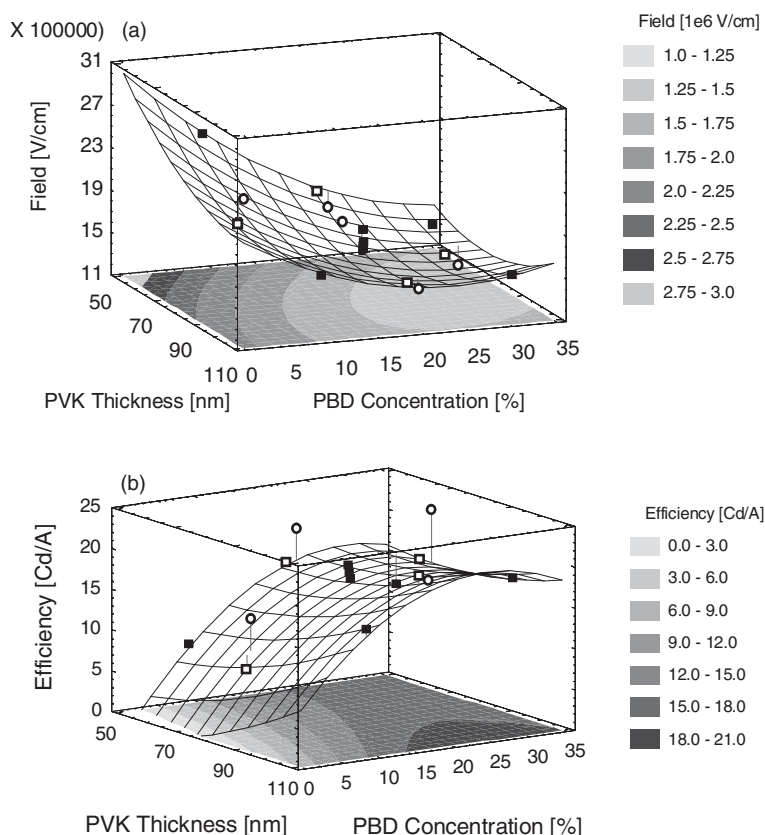 X 100000) (a)
31
27
23
19
15
11
Field [V/cm]
50
70
90
110
0
5
10
15
20
25
30
35
PVK Thickness [nm]
PBD Concentration [%]
Field [1e6 V/cm]
1.0 - 1.25
1.25 - 1.5
1.5 - 1.75
1.75 - 2.0
2.0 - 2.25
2.25 - 2.5
2.5 - 2.75
2.75 - 3.0
(b)
25
20
15
10
5
0
Efficiency [Cd/A]
50
70
90
110
0
5
10
15
20
25
30
35
PVK Thickness [nm]
PBD Concentration [%]
Efficiency [Cd/A]
0.0 - 3.0
3.0 - 6.0
6.0 - 9.0
9.0 - 12.0
12.0 - 15.0
15.0 - 18.0
18.0 - 21.0